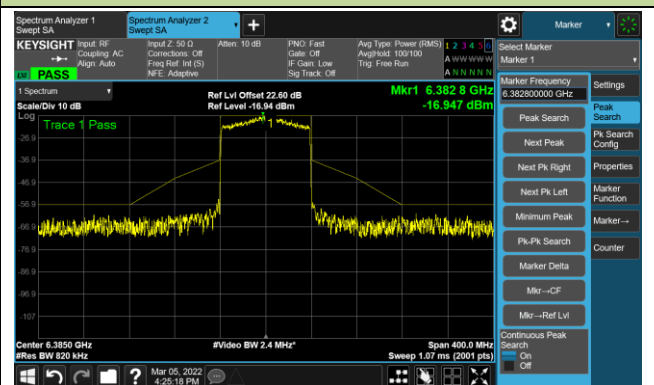 Spectrum Analyzer 1
Swept SA
Spectrum Analyzer 2
Swept SA
Marker
KEYSIGHT
Input: RF
Coupling: AC
Align: Auto
Input Z: 50 Ω
Corrections: Off
Freq Ref: Int (S)
NFE: Adaptive
Atten: 10 dB
PNO: Fast
Gate: Off
IF Gain: Low
Sig Track: Off
Avg Type: Power (RMS)
Avg|Hold: 100/100
Trig: Free Run
1 2 3 4 5 6
A W W W W W
A N N N N N
LXI
PASS
Select Marker
Marker 1
1 Spectrum
Scale/Div 10 dB
Ref Lvl Offset 22.60 dB
Ref Level -16.94 dBm
Mkr1 6.382 8 GHz
-16.947 dBm
Log
Trace 1 Pass
1
-26.9
-36.9
-46.9
-56.9
-66.9
-76.9
-86.9
-96.9
-107
Center 6.3850 GHz
#Res BW 820 kHz
#Video BW 2.4 MHz*
Span 400.0 MHz
Sweep 1.07 ms (2001 pts)
Marker Frequency
6.382800000 GHz
Peak Search
Next Peak
Next Pk Right
Next Pk Left
Minimum Peak
Pk-Pk Search
Marker Delta
Mkr→CF
Mkr→Ref Lvl
Continuous Peak
Search
On
Off
Settings
Peak
Search
Pk Search
Config
Properties
Marker
Function
Marker→
Counter
?
Mar 05, 2022
4:25:18 PM